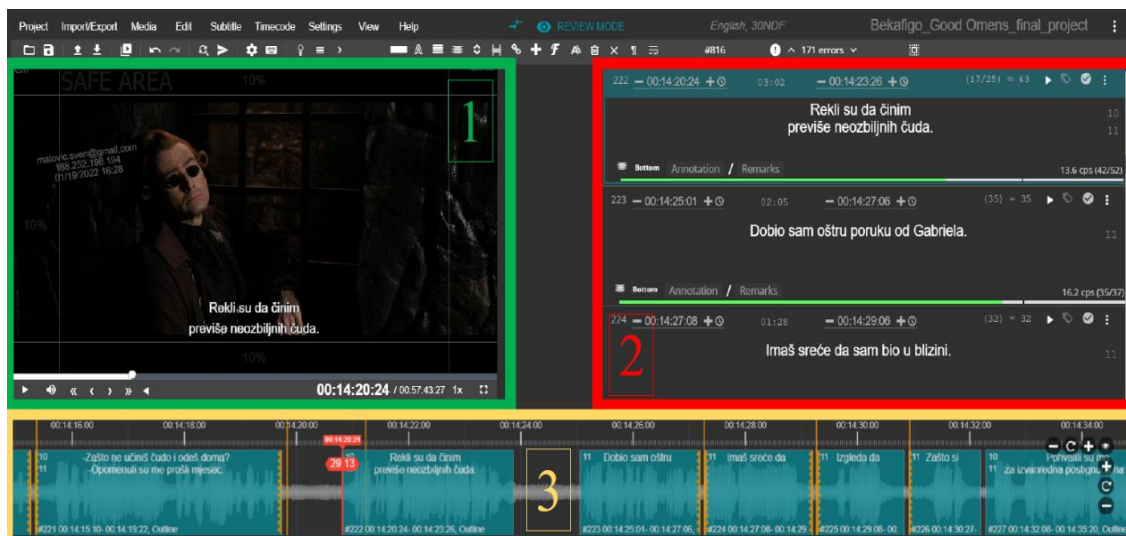 Project Import/Export Media Edit Subtitle Timecode Settings View Help REVIEW MODE English, 30NDF Bekafigo_Good Omens_final_project
#816 171 errors
SAFE AREA 10%
1
matovic.sven@gmail.com
188.252.198.194
01/19/2022 16:28
10%
10%
Rekli su da činim
previše neozbiljnih čuda.
10%
00:14:20:24 / 00:57:43:27 1x
222 00:14:20:24 03:02 00:14:23:26 (17/25) = 43
Rekli su da činim 10
previše neozbiljnih čuda. 11
Bottom Annotation / Remarks 13.6 cps (42/52)
223 00:14:25:01 02:05 00:14:27:06 (35) = 35
Dobio sam oštru poruku od Gabriela. 11
Bottom Annotation / Remarks 16.2 cps (35/37)
224 00:14:27:08 01:28 00:14:29:06 (32) = 32
2
Imaš sreće da sam bio u blizini. 11
00:14:16:00 00:14:18:00 00:14:20:00 00:14:22:00 00:14:24:00 00:14:26:00 00:14:28:00 00:14:30:00 00:14:32:00 00:14:34:00
00:14:20:24
10 -Zašto ne učiniš čudo i odeš doma?
11 -Opomenuli su me prošli mjesec.
29 13
10 Rekli su da činim
previše neozbiljnih čuda.
3
11 Dobio sam oštru
11 Imaš sreće da
11 Izgleda da
11 Zašto si
10 Pohvalili su me
11 za izvanredna
#221 00:14:15:10- 00:14:19:22, Outline
#222 00:14:20:24- 00:14:23:26, Outline
#223 00:14:25:01- 00:14:27:06,
#224 00:14:27:08- 00:14:29:
#225 00:14:29:08- 00:
#226 00:14:30:27-
#227 00:14:32:08- 00:14:35:20, Outline